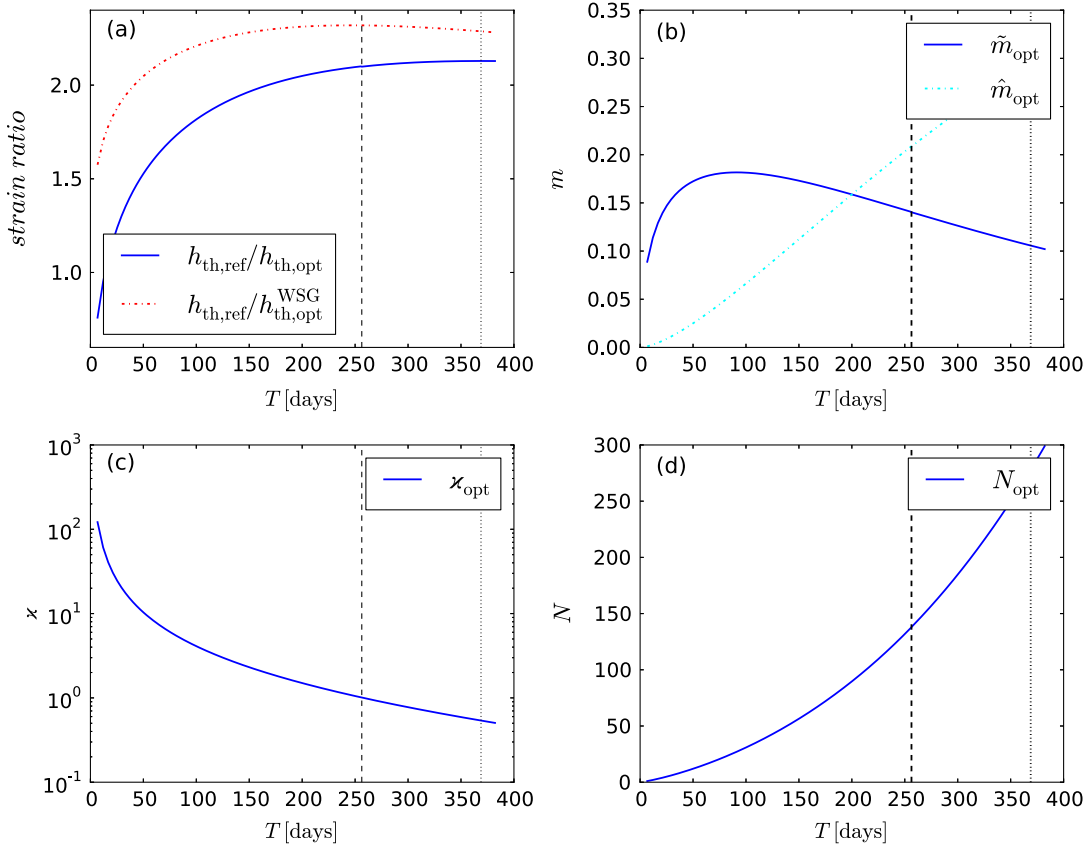 (a)
strain ratio
2.0
1.5
1.0
h_th,ref/h_th,opt
h_th,ref/h^WSG_th,opt
0 50 100 150 200 250 300 350 400
T [days]
(b)
m
0.35
0.30
0.25
0.20
0.15
0.10
0.05
0.00
m̃_opt
m̂_opt
0 50 100 150 200 250 300 350 400
T [days]
(c)
ϰ
10^3
10^2
10^1
10^0
10^-1
ϰ_opt
0 50 100 150 200 250 300 350 400
T [days]
(d)
N
300
250
200
150
100
50
0
N_opt
0 50 100 150 200 250 300 350 400
T [days]